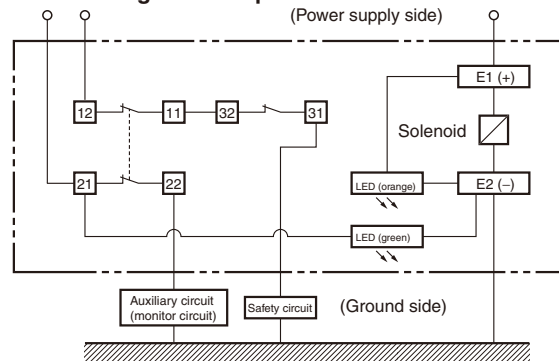 (Power supply side)
E1 (+)
12
11
32
31
Solenoid
21
22
LED (orange)
E2 (–)
LED (green)
Auxiliary circuit
(monitor circuit)
Safety circuit
(Ground side)